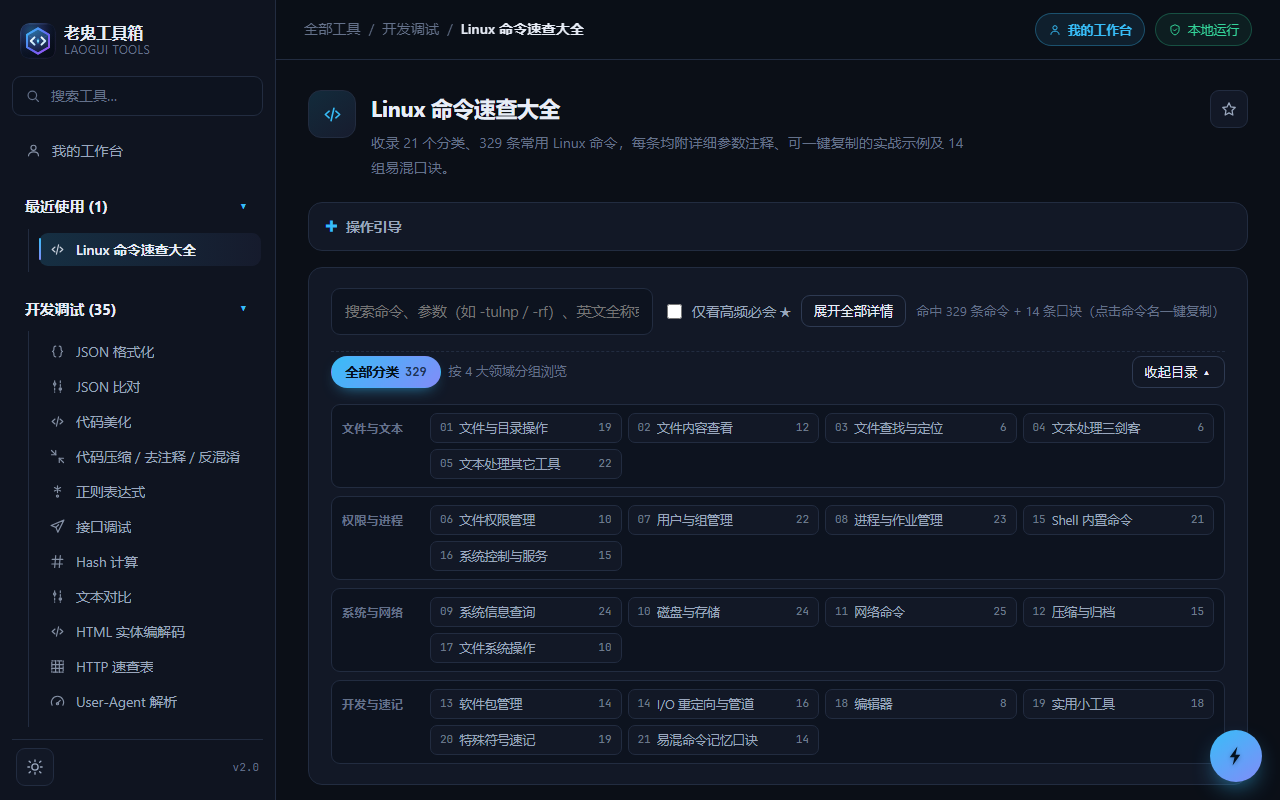 老鬼工具箱
LAOGUI TOOLS
搜索工具...
我的工作台
最近使用 (1)
Linux 命令速查大全
开发调试 (35)
JSON 格式化
JSON 比对
代码美化
代码压缩 / 去注释 / 反混淆
正则表达式
接口调试
Hash 计算
文本对比
HTML 实体编解码
HTTP 速查表
User-Agent 解析
v2.0
全部工具 / 开发调试 / Linux 命令速查大全
我的工作台
本地运行
Linux 命令速查大全
收录 21 个分类、329 条常用 Linux 命令，每条均附详细参数注释、可一键复制的实战示例及 14
组易混口诀。
操作引导
搜索命令、参数（如 -tulnp / -rf）、英文全称或
仅看高频必会 ★
展开全部详情
命中 329 条命令 + 14 条口诀（点击命令名一键复制）
全部分类 329
按 4 大领域分组浏览
收起目录 ▲
文件与文本
01 文件与目录操作 19
02 文件内容查看 12
03 文件查找与定位 6
04 文本处理三剑客 6
05 文本处理其它工具 22
权限与进程
06 文件权限管理 10
07 用户与组管理 22
08 进程与作业管理 23
15 Shell 内置命令 21
16 系统控制与服务 15
系统与网络
09 系统信息查询 24
10 磁盘与存储 24
11 网络命令 25
12 压缩与归档 15
17 文件系统操作 10
开发与速记
13 软件包管理 14
14 I/O 重定向与管道 16
18 编辑器 8
19 实用小工具 18
20 特殊符号速记 19
21 易混命令记忆口诀 14